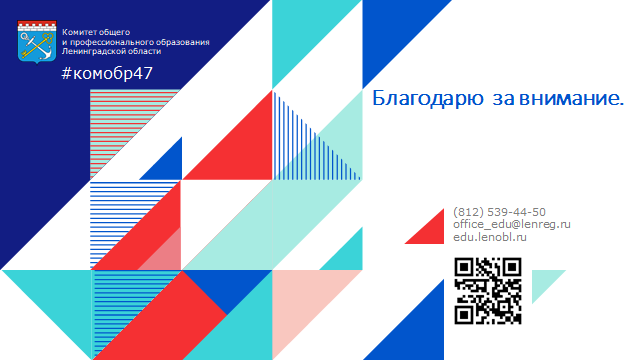 Комитет общего
и профессионального образования
Ленинградской области
#комобр47
Благодарю за внимание.
(812) 539-44-50
office_edu@lenreg.ru
edu.lenobl.ru